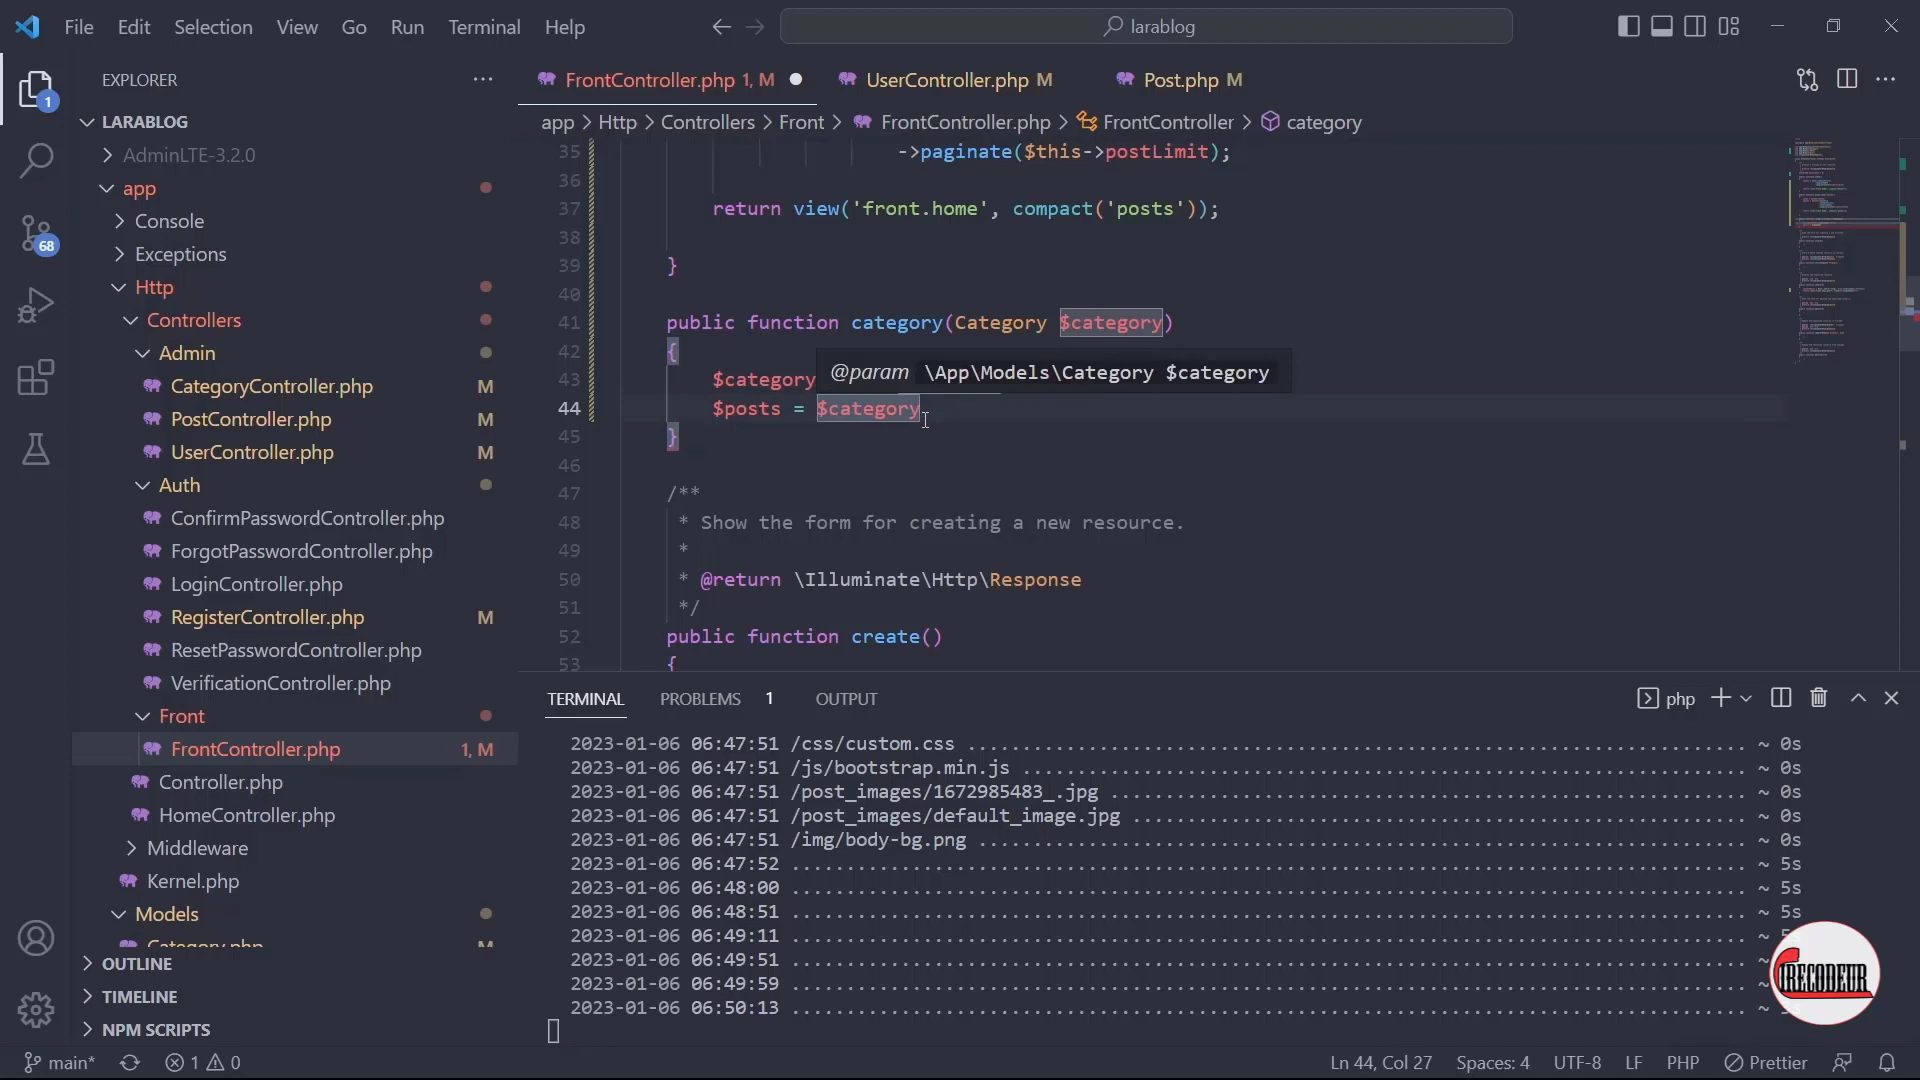 File Edit Selection View Go Run Terminal Help
larablog
EXPLORER
1
68
LARABLOG
AdminLTE-3.2.0
app
Console
Exceptions
Http
Controllers
Admin
CategoryController.php M
PostController.php M
UserController.php M
Auth
ConfirmPasswordController.php
ForgotPasswordController.php
LoginController.php
RegisterController.php M
ResetPasswordController.php
VerificationController.php
Front
FrontController.php 1, M
Controller.php
HomeController.php
Middleware
Kernel.php
Models
Category.php M
OUTLINE
TIMELINE
NPM SCRIPTS
FrontController.php 1, M UserController.php M Post.php M
app > Http > Controllers > Front > FrontController.php > FrontController > category
35 ->paginate($this->postLimit);
36
37 return view('front.home', compact('posts'));
38
39 }
40
41 public function category(Category $category)
42 {
@param \App\Models\Category $category
43 $category
44 $posts = $category
45 }
46
47 /**
48 * Show the form for creating a new resource.
49 *
50 * @return \Illuminate\Http\Response
51 */
52 public function create()
53 {
TERMINAL PROBLEMS 1 OUTPUT
php
2023-01-06 06:47:51 /css/custom.css ~ 0s
2023-01-06 06:47:51 /js/bootstrap.min.js ~ 0s
2023-01-06 06:47:51 /post_images/1672985483_.jpg ~ 0s
2023-01-06 06:47:51 /post_images/default_image.jpg ~ 0s
2023-01-06 06:47:51 /img/body-bg.png ~ 0s
2023-01-06 06:47:52 ~ 5s
2023-01-06 06:48:00 ~ 5s
2023-01-06 06:48:51 ~ 5s
2023-01-06 06:49:11 ~
2023-01-06 06:49:51 ~
2023-01-06 06:49:59 ~
2023-01-06 06:50:13 ~
main* 1 0
Ln 44, Col 27 Spaces: 4 UTF-8 LF PHP Prettier